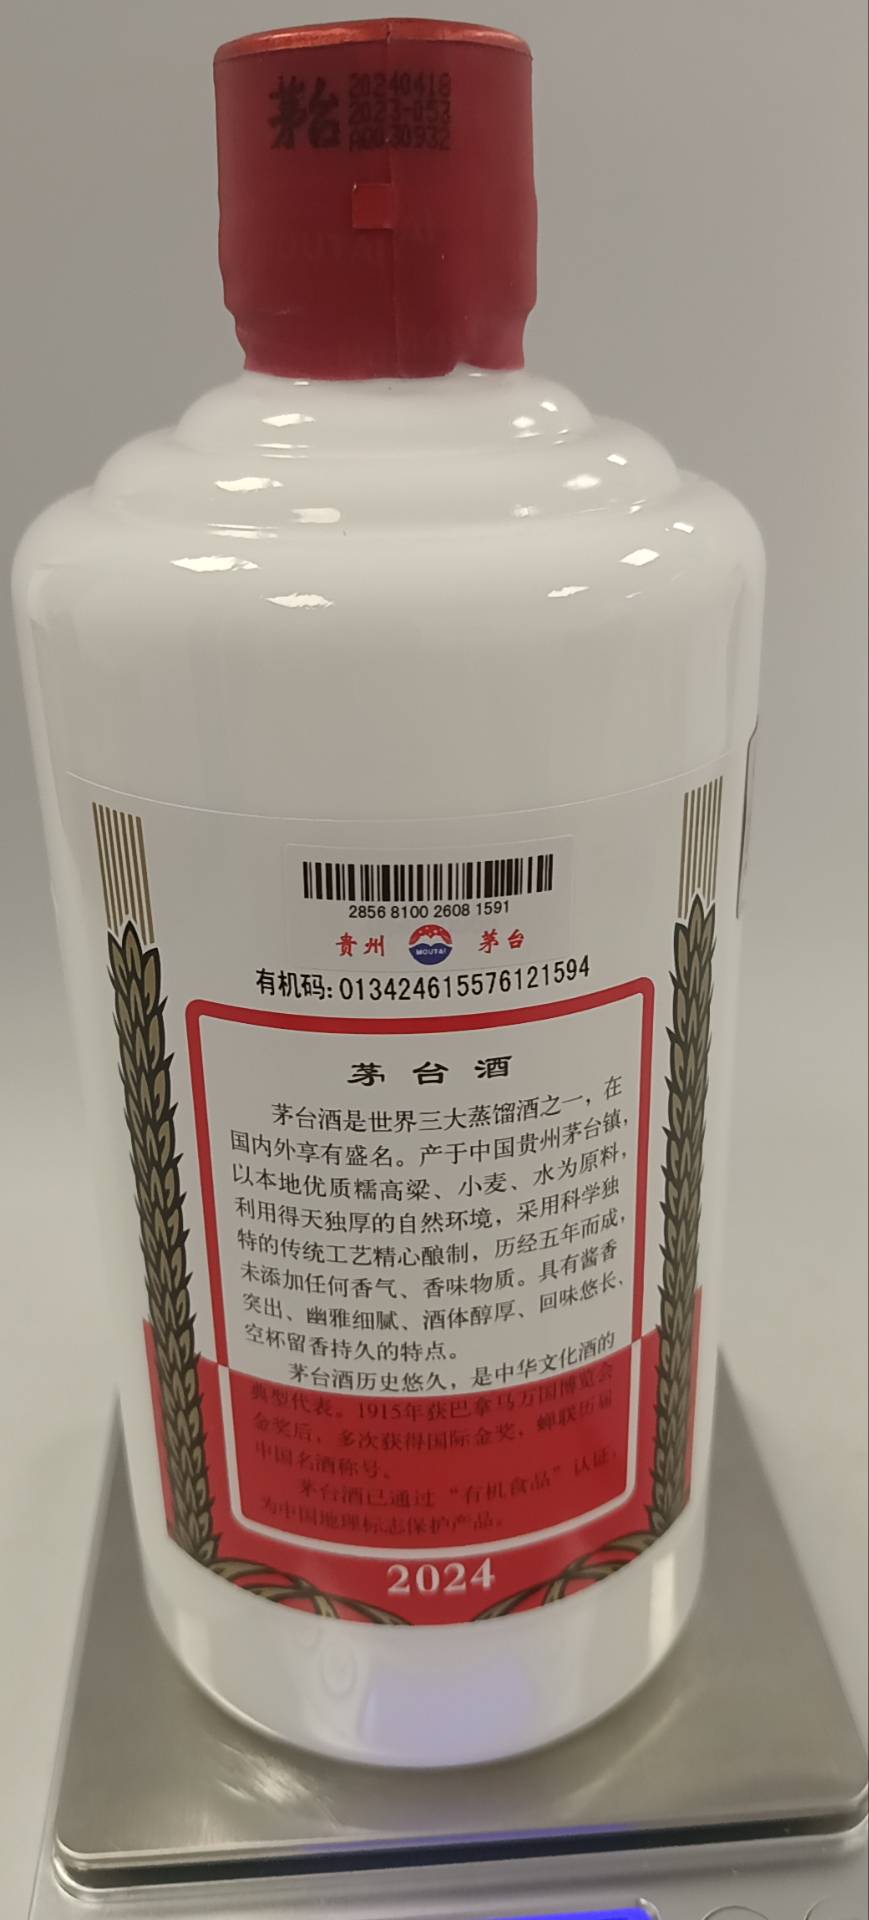 茅台
20240418
2023-053
A0030932
2856 8100 2608 1591
贵州 MOUTAI 茅台
有机码:013424615576121594
茅台酒
茅台酒是世界三大蒸馏酒之一，在
国内外享有盛名。产于中国贵州茅台镇，
以本地优质糯高粱、小麦、水为原料，
利用得天独厚的自然环境，采用科学独
特的传统工艺精心酿制，历经五年而成，
未添加任何香气、香味物质。具有酱香
突出、幽雅细腻、酒体醇厚、回味悠长、
空杯留香持久的特点。
茅台酒历史悠久，是中华文化酒的
典型代表。1915年获巴拿马万国博览会
金奖后，多次获得国际金奖，蝉联历届
中国名酒称号。
茅台酒已通过“有机食品”认证，
为中国地理标志保护产品。
2024